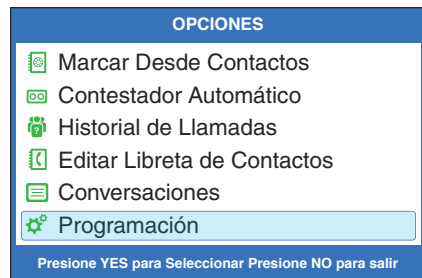 OPCIONES
Marcar Desde Contactos
Contestador Automático
Historial de Llamadas
Editar Libreta de Contactos
Conversaciones
Programación
Presione YES para Seleccionar Presione NO para salir